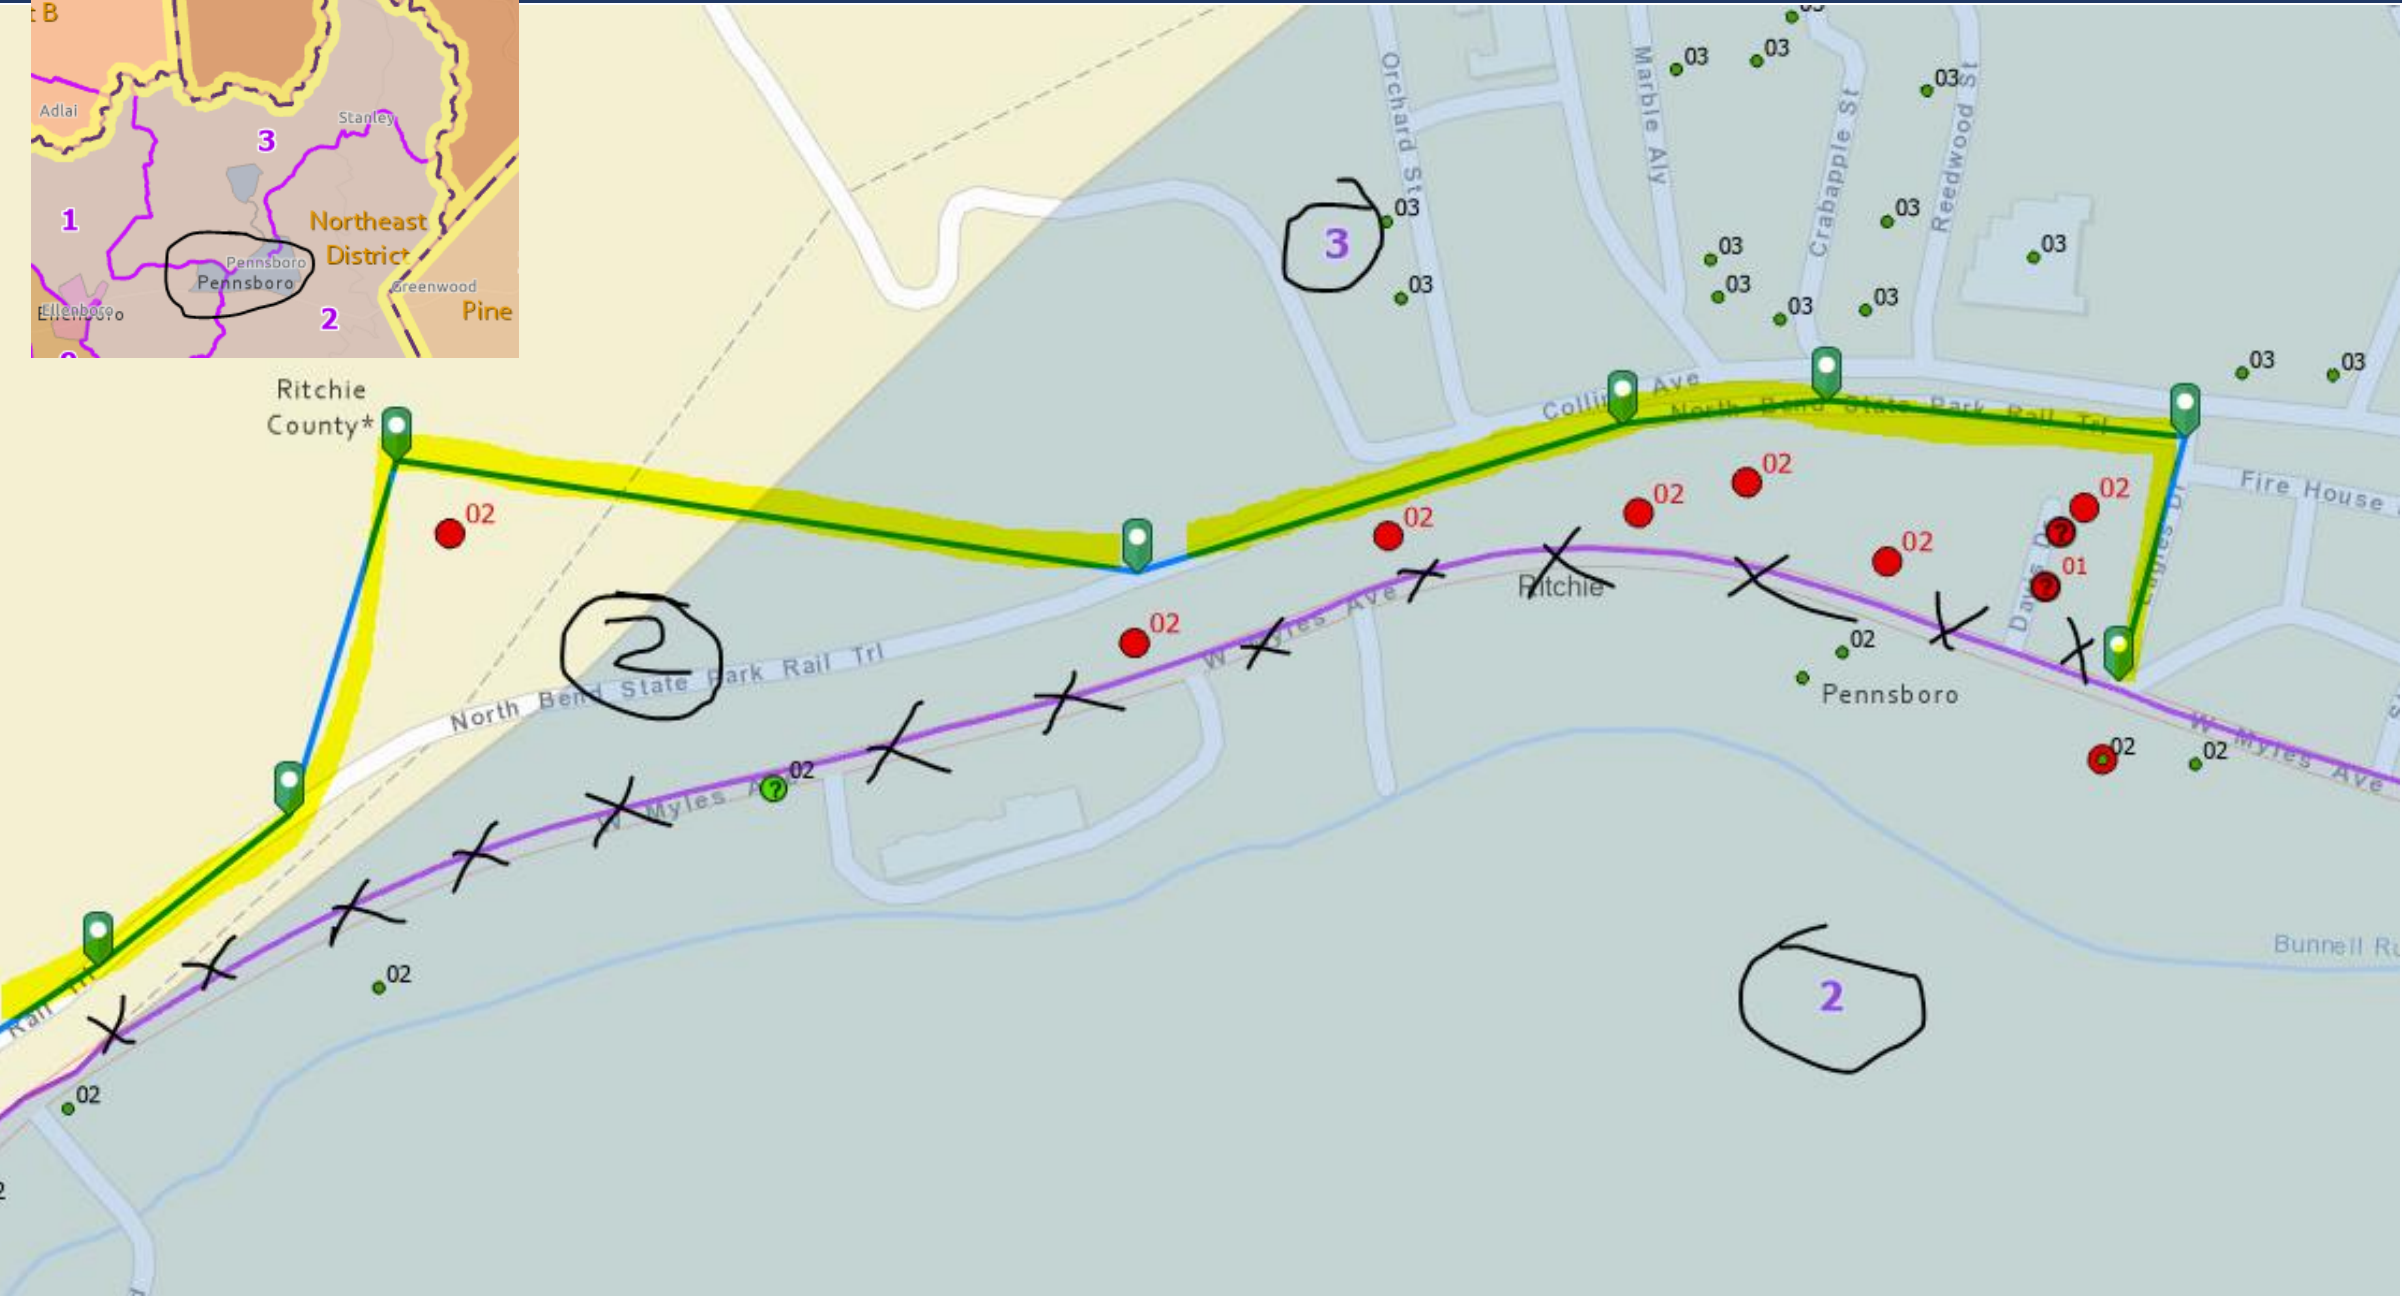 t B
Adlai
Stanley
3
1
Northeast
District
Pennsboro
Pennsboro
Greenwood
Ellenboro
2
Pine
03
03
03
03
Orchard St
Marble Aly
Crabapple St
Reedwood St
03
03
03
3
03
03
03
03
03
03
03
Ritchie
County*
Collins Ave
North Bend State Park Rail Trl
02
02
02
02
02
02
Fire House
01
Davis Dr
Eagles Dr
2
02
Ritchie
W Myles Ave
02
Pennsboro
North Bend State Park Rail Trl
02
02
02
W Myles Ave
W Myles Ave
02
2
Bunnell Ru
Rail Trl
02